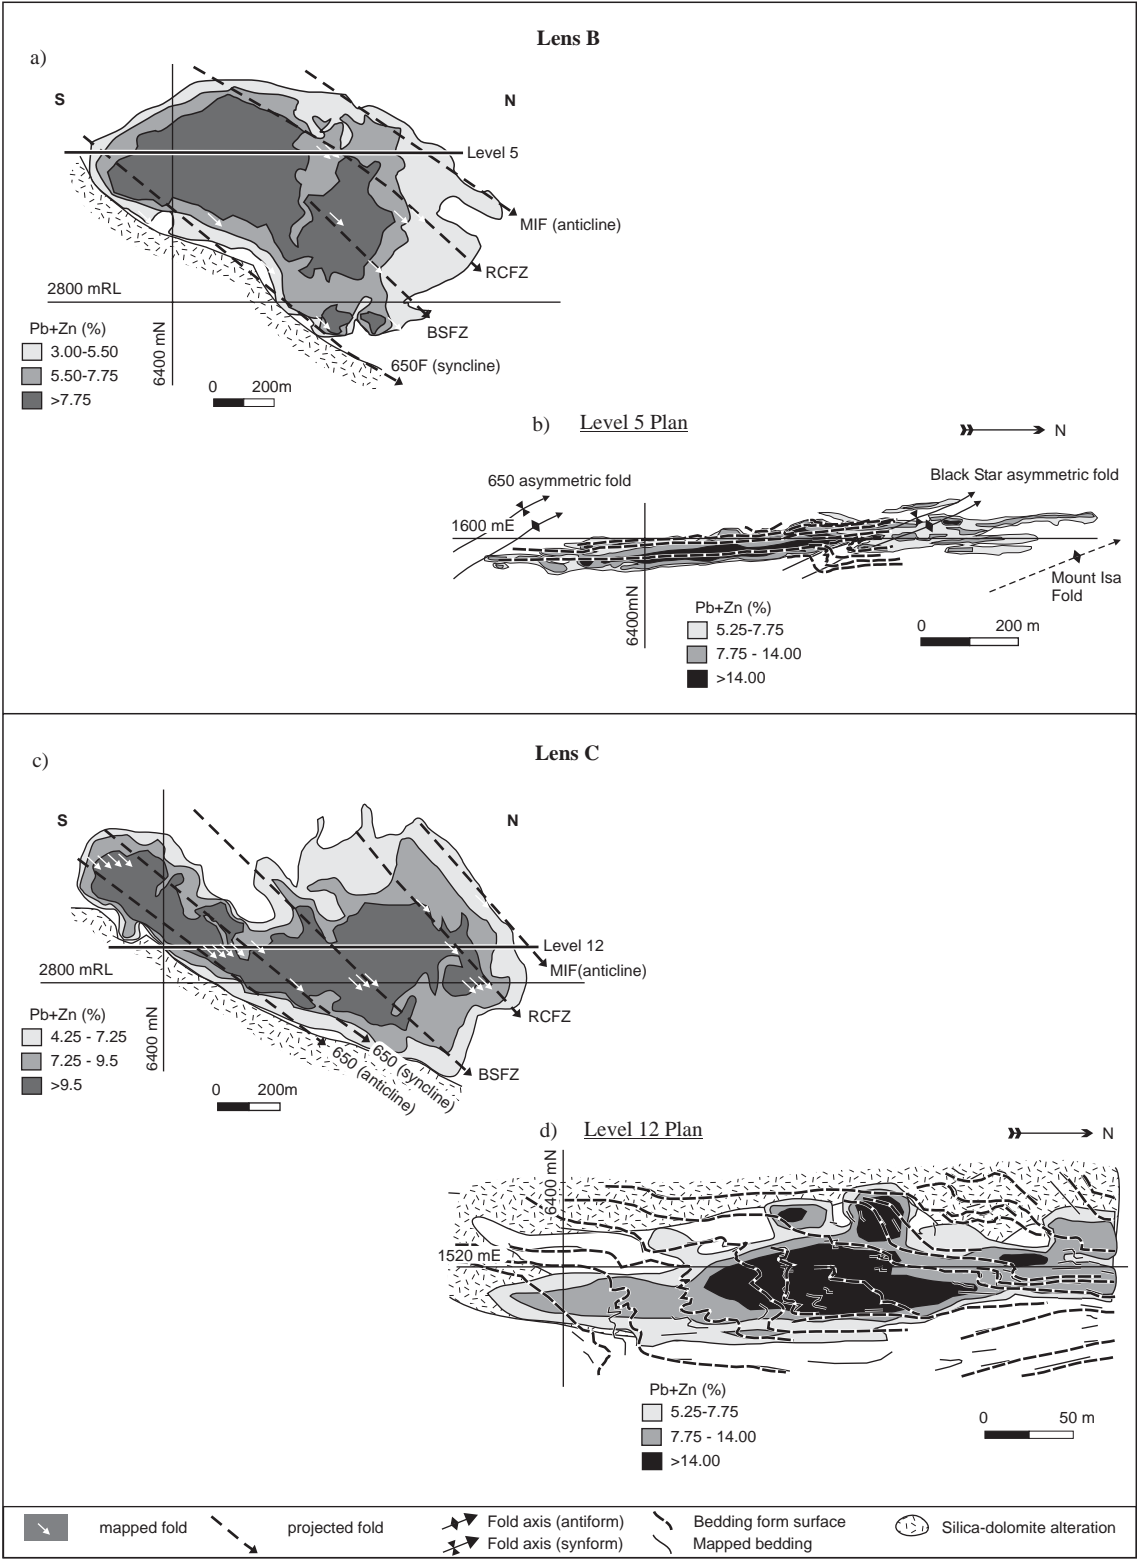 Lens B
a)
S
N
Level 5
MIF (anticline)
RCFZ
2800 mRL
BSFZ
650F (syncline)
6400 mN
Pb+Zn (%)
3.00-5.50
5.50-7.75
>7.75
0 200m
b) Level 5 Plan
N
650 asymmetric fold
Black Star asymmetric fold
1600 mE
Mount Isa
Fold
6400mN
Pb+Zn (%)
5.25-7.75
7.75 - 14.00
>14.00
0 200 m
Lens C
c)
S
N
Level 12
MIF(anticline)
2800 mRL
RCFZ
BSFZ
650 (syncline)
650 (anticline)
6400 mN
Pb+Zn (%)
4.25 - 7.25
7.25 - 9.5
>9.5
0 200m
d) Level 12 Plan
N
6400 mN
1520 mE
Pb+Zn (%)
5.25-7.75
7.75 - 14.00
>14.00
0 50 m
mapped fold
projected fold
Fold axis (antiform)
Fold axis (synform)
Bedding form surface
Mapped bedding
Silica-dolomite alteration